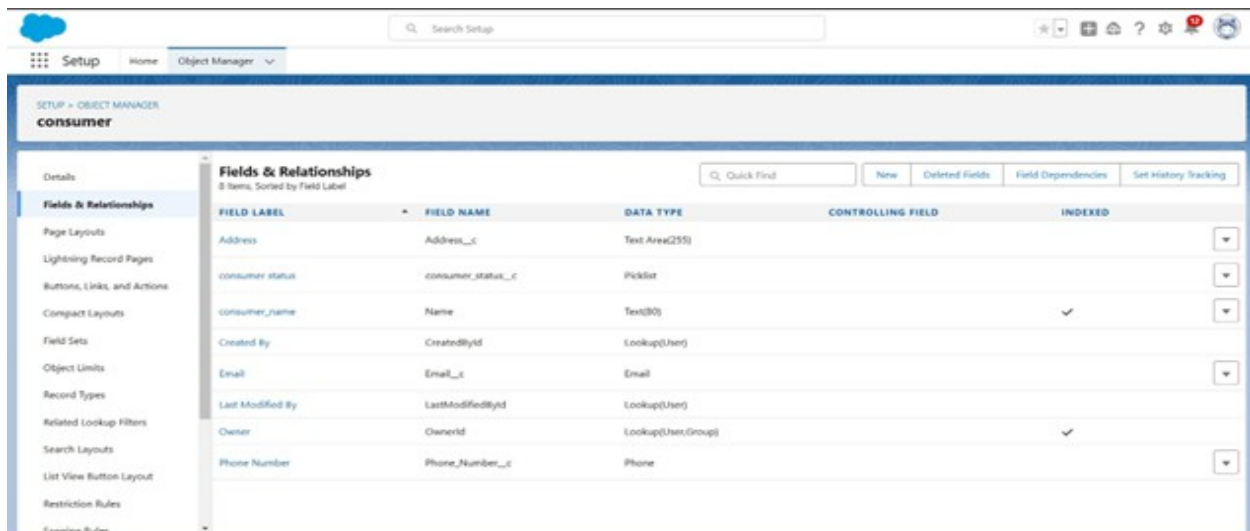 Search Setup
12
Setup Home Object Manager
SETUP > OBJECT MANAGER
consumer
Details
Fields & Relationships
Page Layouts
Lightning Record Pages
Buttons, Links, and Actions
Compact Layouts
Field Sets
Object Limits
Record Types
Related Lookup Filters
Search Layouts
List View Button Layout
Restriction Rules
Scoping Rules
Fields & Relationships
8 Items, Sorted by Field Label
Quick Find New Deleted Fields Field Dependencies Set History Tracking
FIELD LABEL FIELD NAME DATA TYPE CONTROLLING FIELD INDEXED
Address Address__c Text Area(255)
consumer status consumer_status__c Picklist
consumer_name Name Text(80)
Created By CreatedById Lookup(User)
Email Email__c Email
Last Modified By LastModifiedById Lookup(User)
Owner OwnerId Lookup(User,Group)
Phone Number Phone_Number__c Phone